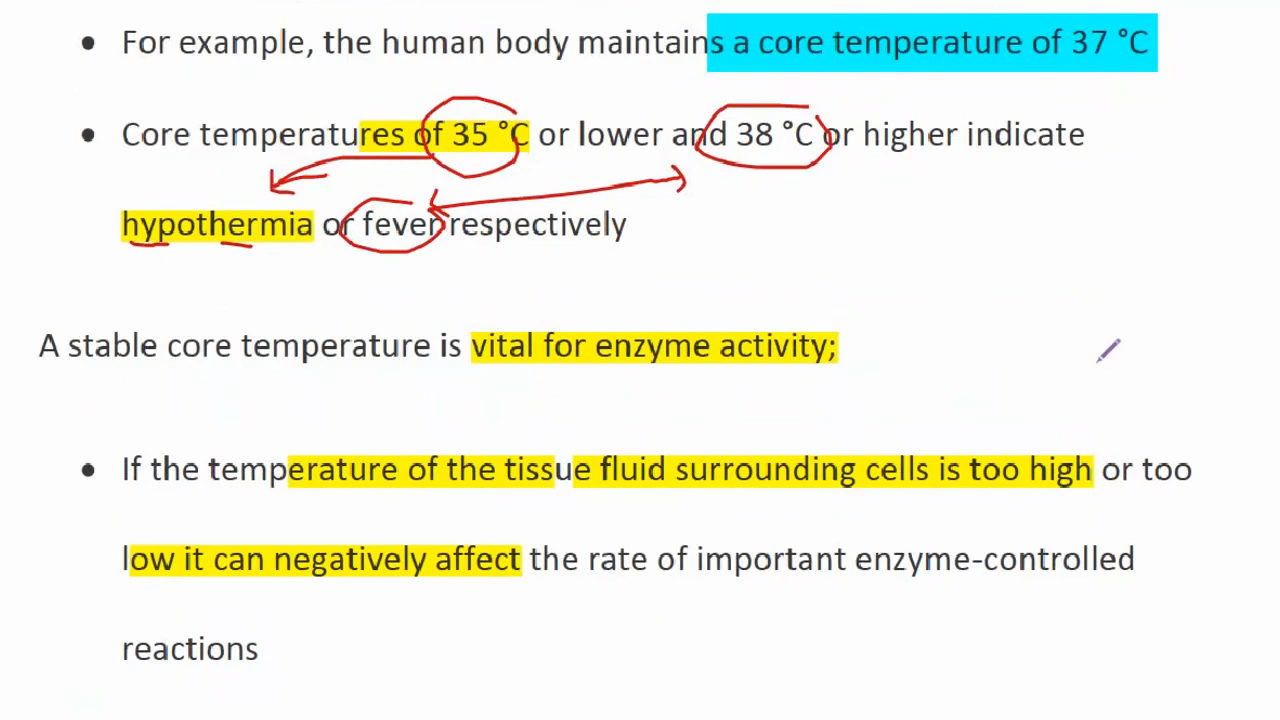 • For example, the human body maintains a core temperature of 37 °C
• Core temperatures of 35 °C or lower and 38 °C or higher indicate
hypothermia or fever respectively
A stable core temperature is vital for enzyme activity;
• If the temperature of the tissue fluid surrounding cells is too high or too
low it can negatively affect the rate of important enzyme-controlled
reactions